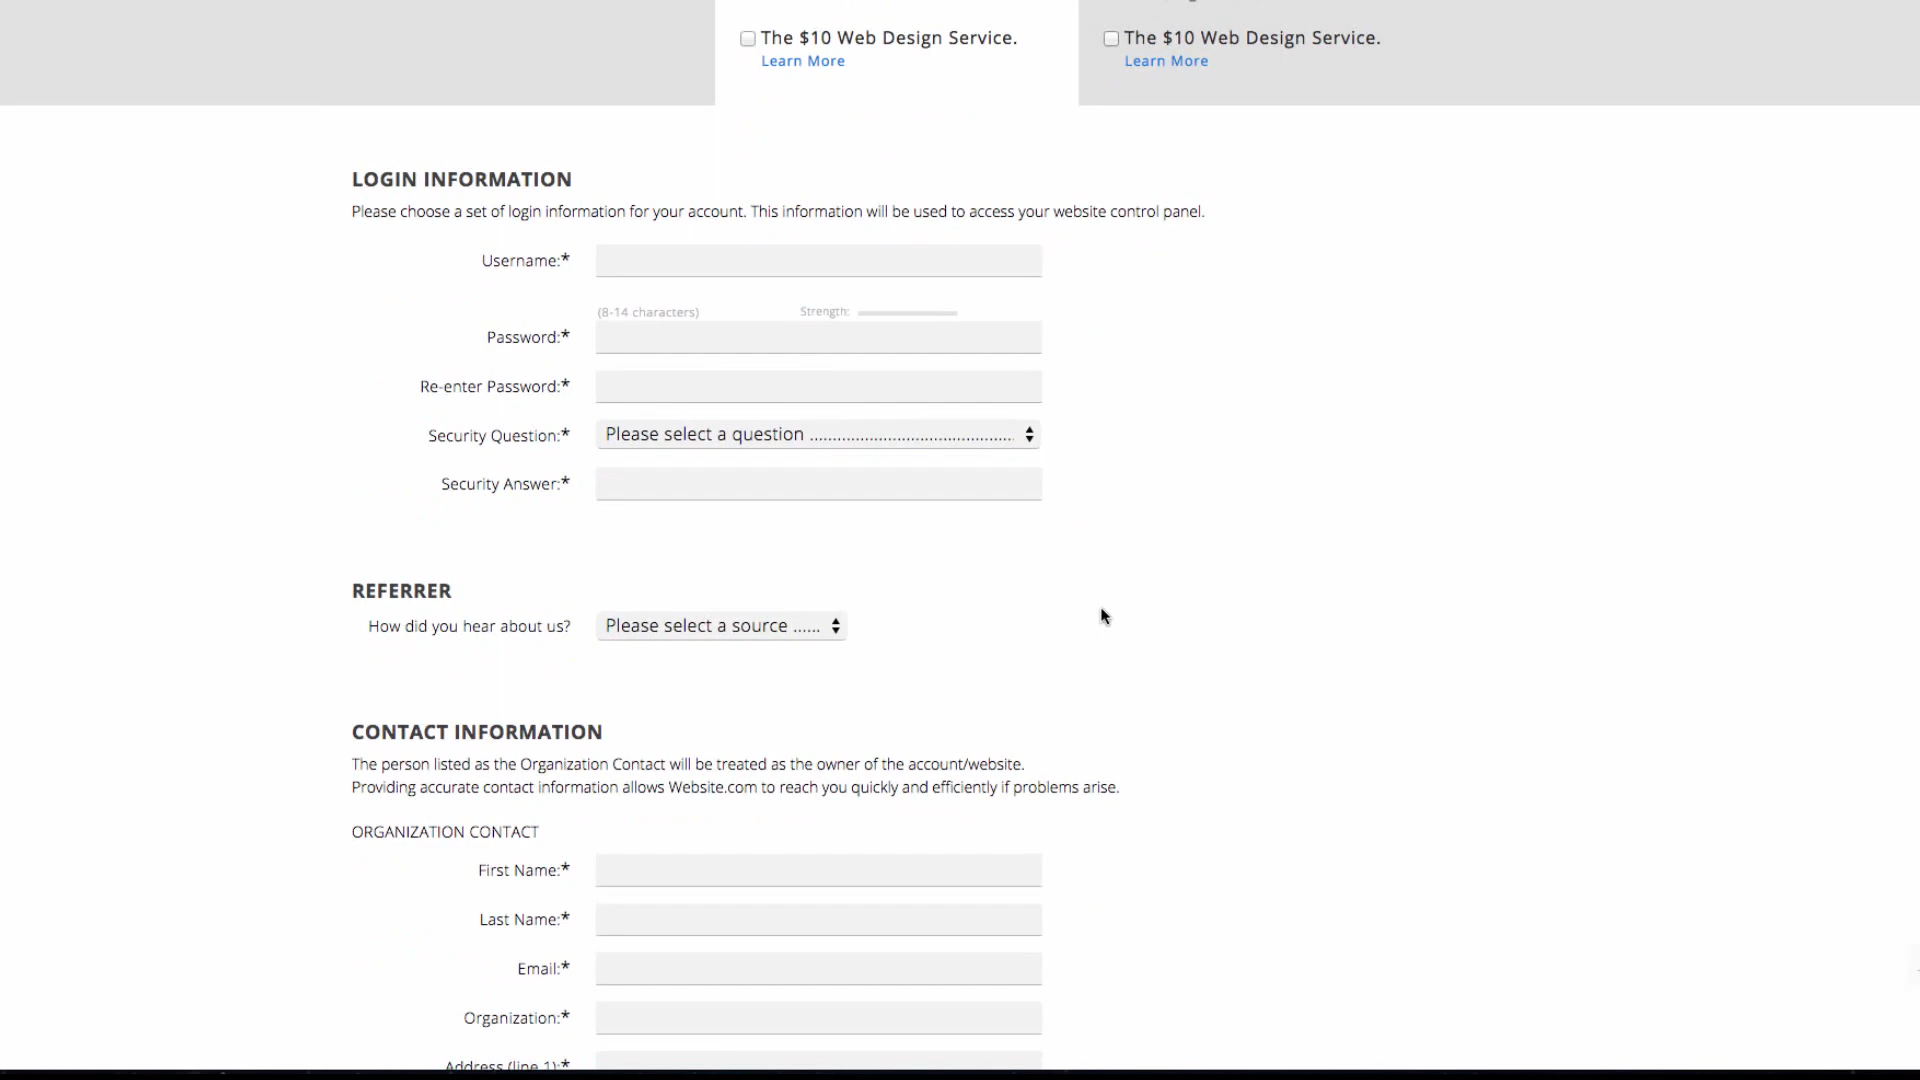 The $10 Web Design Service. The $10 Web Design Service.
Learn More Learn More
LOGIN INFORMATION
Please choose a set of login information for your account. This information will be used to access your website control panel.
Username:*
(8-14 characters) Strength:
Password:*
Re-enter Password:*
Security Question:* Please select a question ............................................
Security Answer:*
REFERRER
How did you hear about us? Please select a source ......
CONTACT INFORMATION
The person listed as the Organization Contact will be treated as the owner of the account/website.
Providing accurate contact information allows Website.com to reach you quickly and efficiently if problems arise.
ORGANIZATION CONTACT
First Name:*
Last Name:*
Email:*
Organization:*
Address (line 1):*